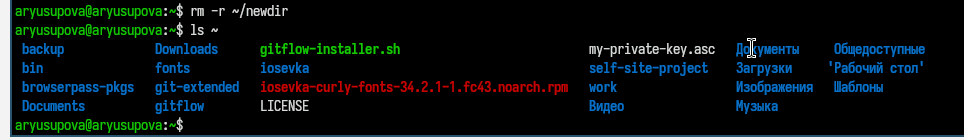 aryusupova@aryusupova:~$ rm -r ~/newdir
aryusupova@aryusupova:~$ ls ~
backup Downloads gitflow-installer.sh my-private-key.asc Документы Общедоступные
bin fonts iosevka self-site-project Загрузки 'Рабочий стол'
browserpass-pkgs git-extended iosevka-curly-fonts-34.2.1-1.fc43.noarch.rpm work Изображения Шаблоны
Documents gitflow LICENSE Видео Музыка
aryusupova@aryusupova:~$